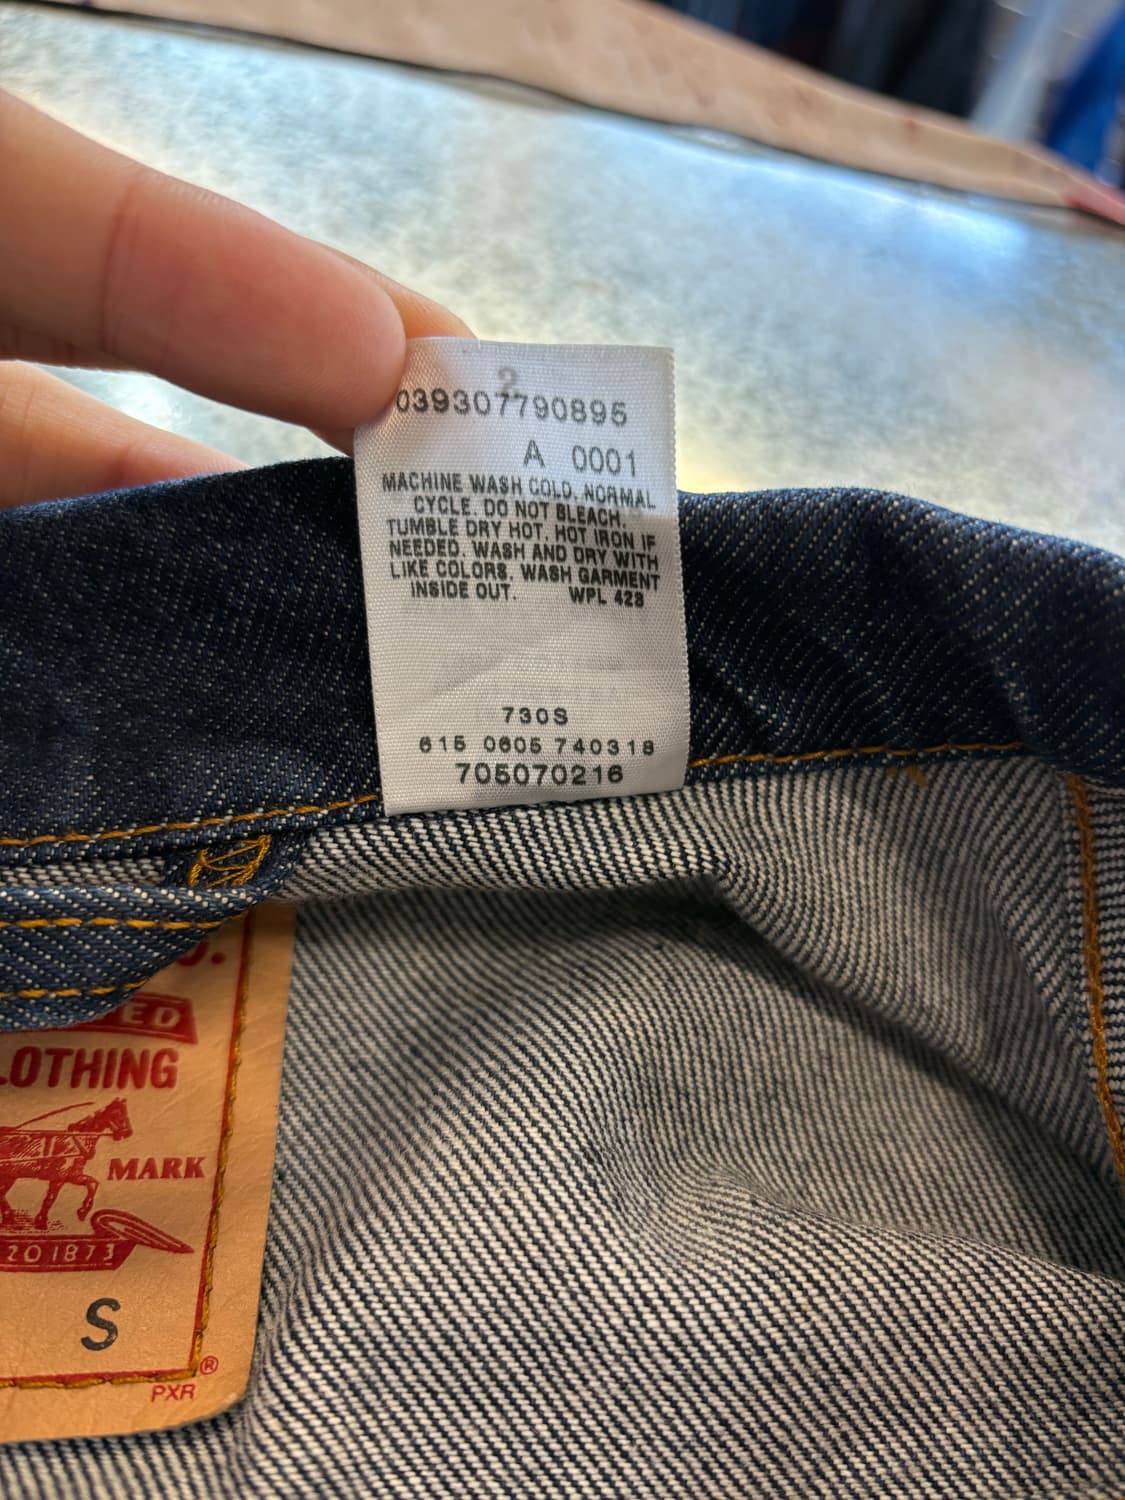 2
039307790895
A 0001
MACHINE WASH COLD, NORMAL
CYCLE. DO NOT BLEACH.
TUMBLE DRY HOT. HOT IRON IF
NEEDED. WASH AND DRY WITH
LIKE COLORS. WASH GARMENT
INSIDE OUT. WPL 423
730S
615 0605 740318
705070216
MARK
201873
S
®
PXR